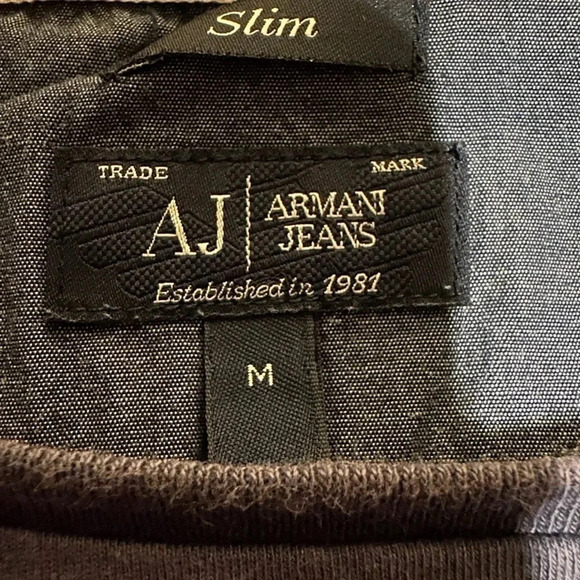 Slim
TRADE MARK
AJ ARMANI
JEANS
Established in 1981
M